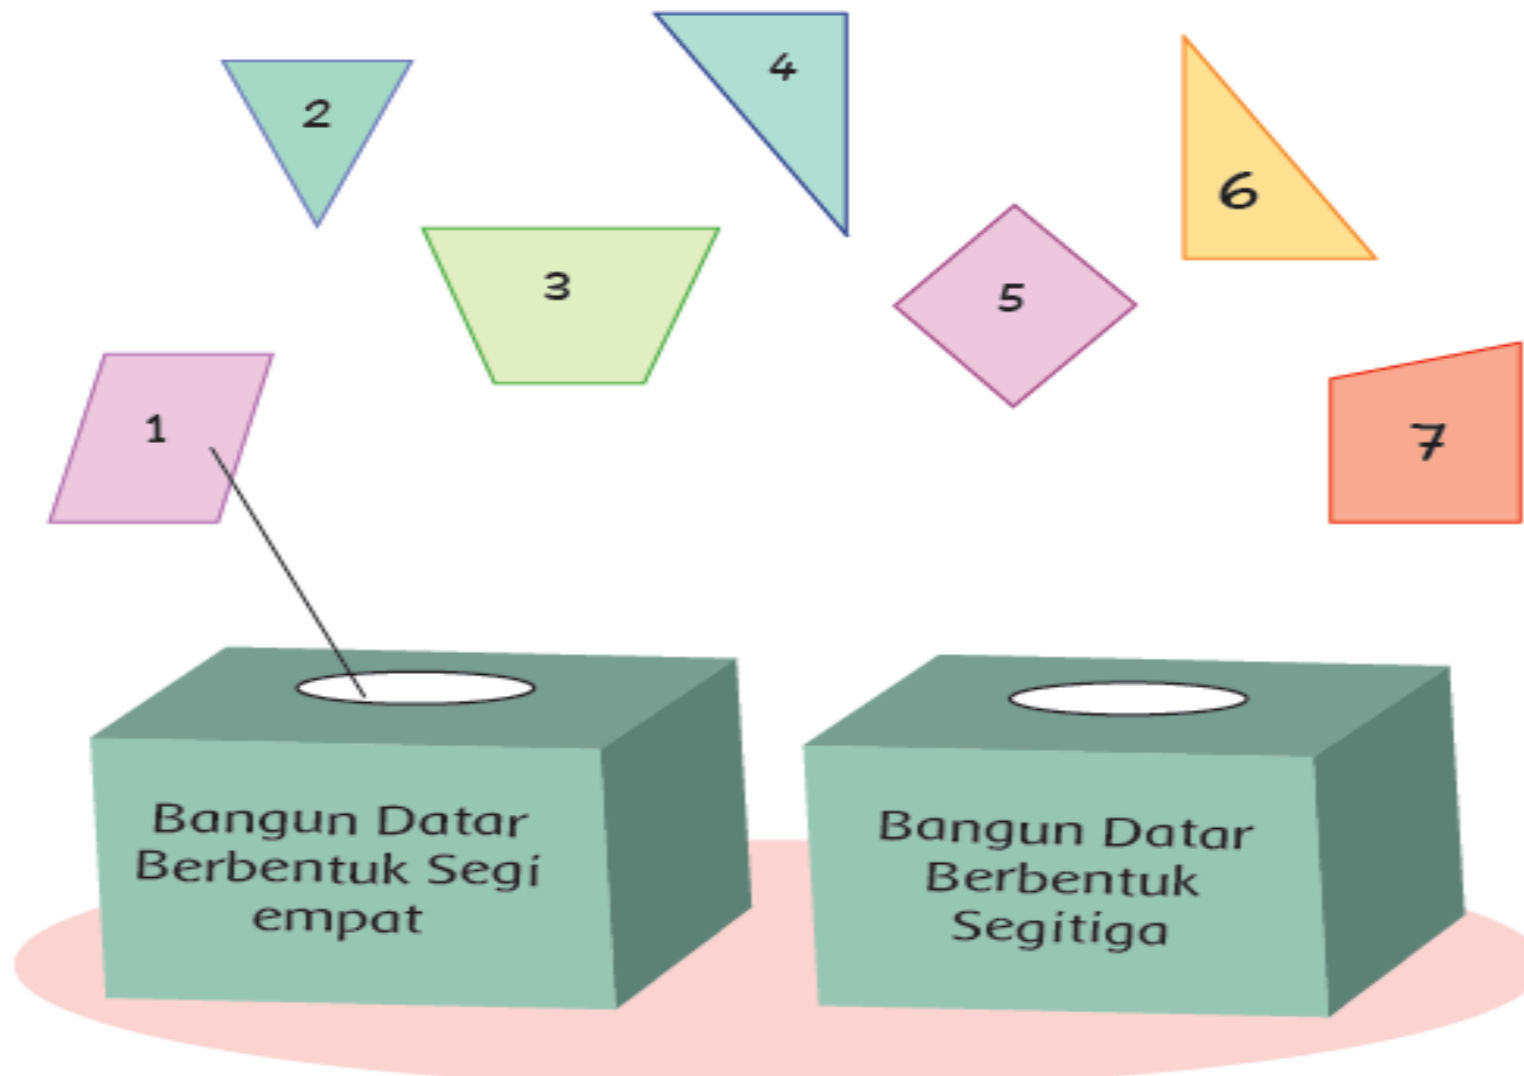 2
4
6
3
5
1
7
Bangun Datar
Berbentuk Segi
empat
Bangun Datar
Berbentuk
Segitiga